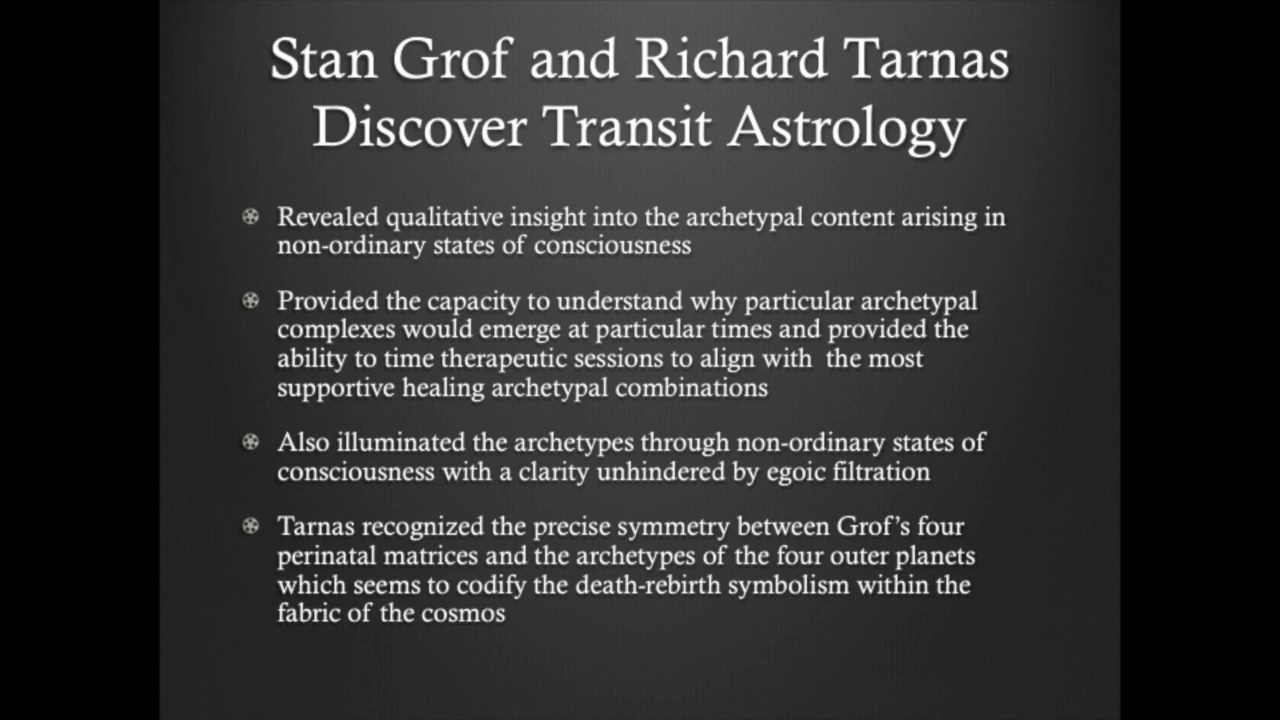 Stan Grof and Richard Tarnas
Discover Transit Astrology
Revealed qualitative insight into the archetypal content arising in
non-ordinary states of consciousness
Provided the capacity to understand why particular archetypal
complexes would emerge at particular times and provided the
ability to time therapeutic sessions to align with  the most
supportive healing archetypal combinations
Also illuminated the archetypes through non-ordinary states of
consciousness with a clarity unhindered by egoic filtration
Tarnas recognized the precise symmetry between Grof’s four
perinatal matrices and the archetypes of the four outer planets
which seems to codify the death-rebirth symbolism within the
fabric of the cosmos